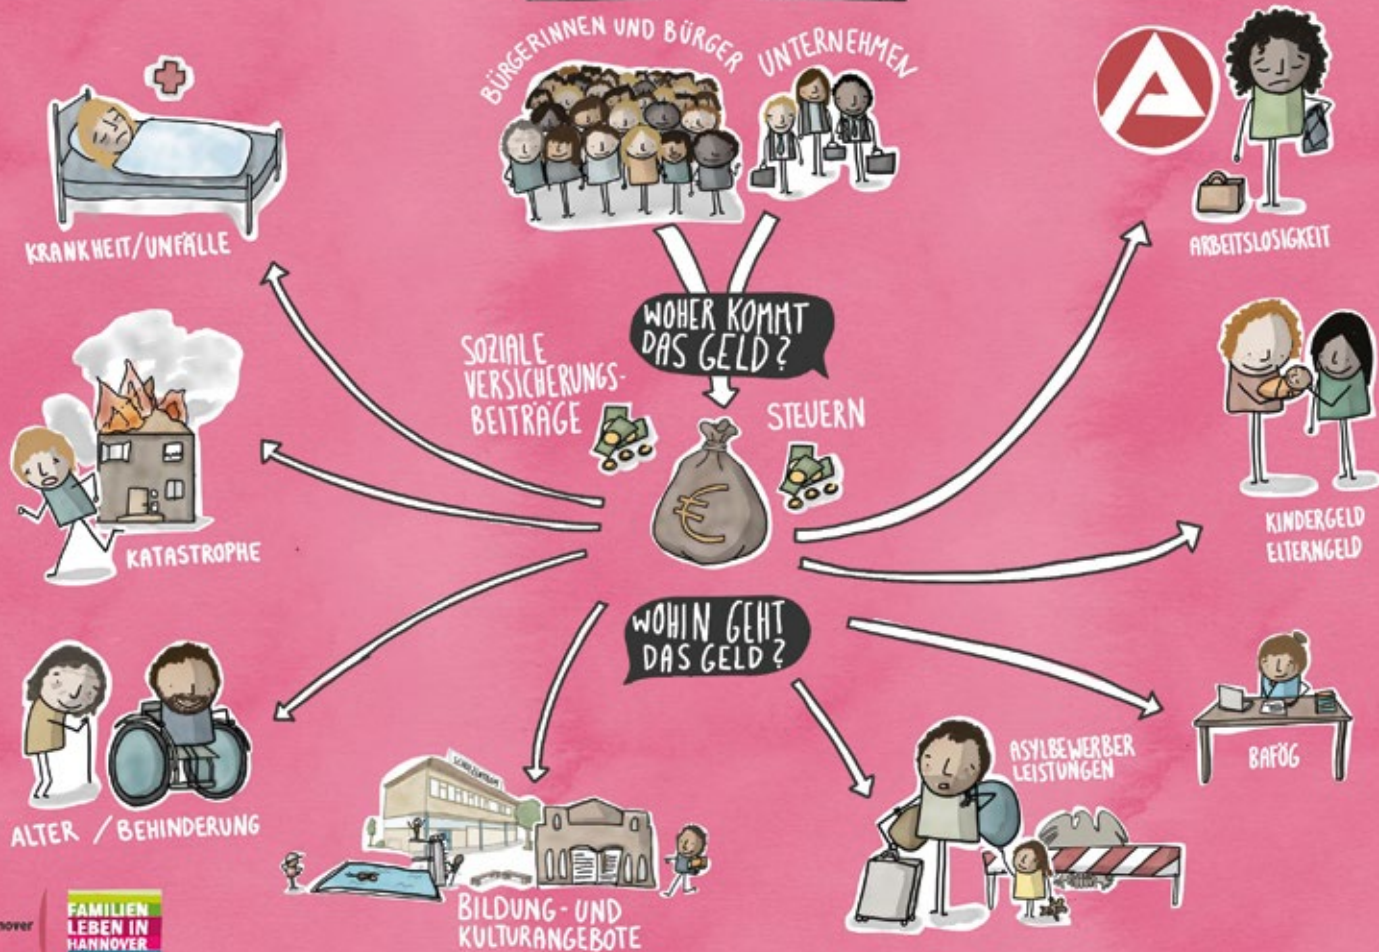 BÜRGERINNEN UND BÜRGER
UNTERNEHMEN
KRANKHEIT/UNFÄLLE
ARBEITSLOSIGKEIT
WOHER KOMMT
DAS GELD?
SOZIALE
VERSICHERUNGS-
BEITRÄGE
STEUERN
€
KATASTROPHE
KINDERGELD
ELTERNGELD
WOHIN GEHT
DAS GELD?
ALTER / BEHINDERUNG
SCHULZENTRUM
ASYLBEWERBER
LEISTUNGEN
BAFÖG
BILDUNG- UND
KULTURANGEBOTE
FAMILIEN
LEBEN IN
HANNOVER